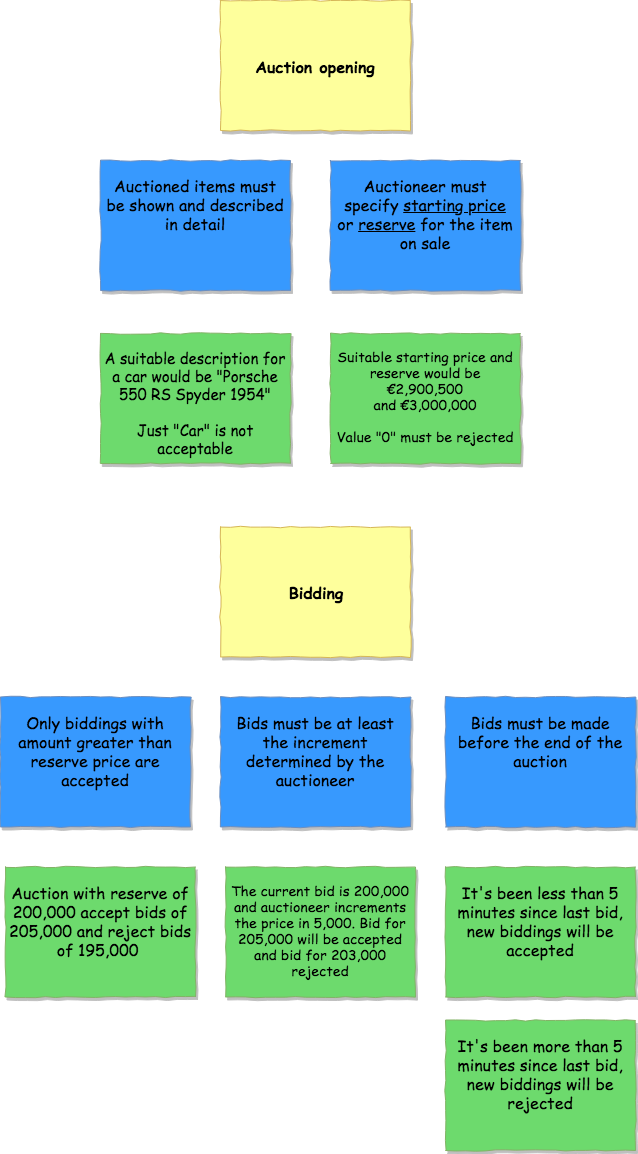 Auction opening
Auctioned items must
be shown and described
in detail
Auctioneer must
specify starting price
or reserve for the item
on sale
A suitable description for
a car would be "Porsche
550 RS Spyder 1954"
Just "Car" is not
acceptable
Suitable starting price and
reserve would be
€2,900,500
and €3,000,000
Value "0" must be rejected
Bidding
Only biddings with
amount greater than
reserve price are
accepted
Bids must be at least
the increment
determined by the
auctioneer
Bids must be made
before the end of the
auction
Auction with reserve of
200,000 accept bids of
205,000 and reject bids
of 195,000
The current bid is 200,000
and auctioneer increments
the price in 5,000. Bid for
205,000 will be accepted
and bid for 203,000
rejected
It's been less than 5
minutes since last bid,
new biddings will be
accepted
It's been more than 5
minutes since last bid,
new biddings will be
rejected